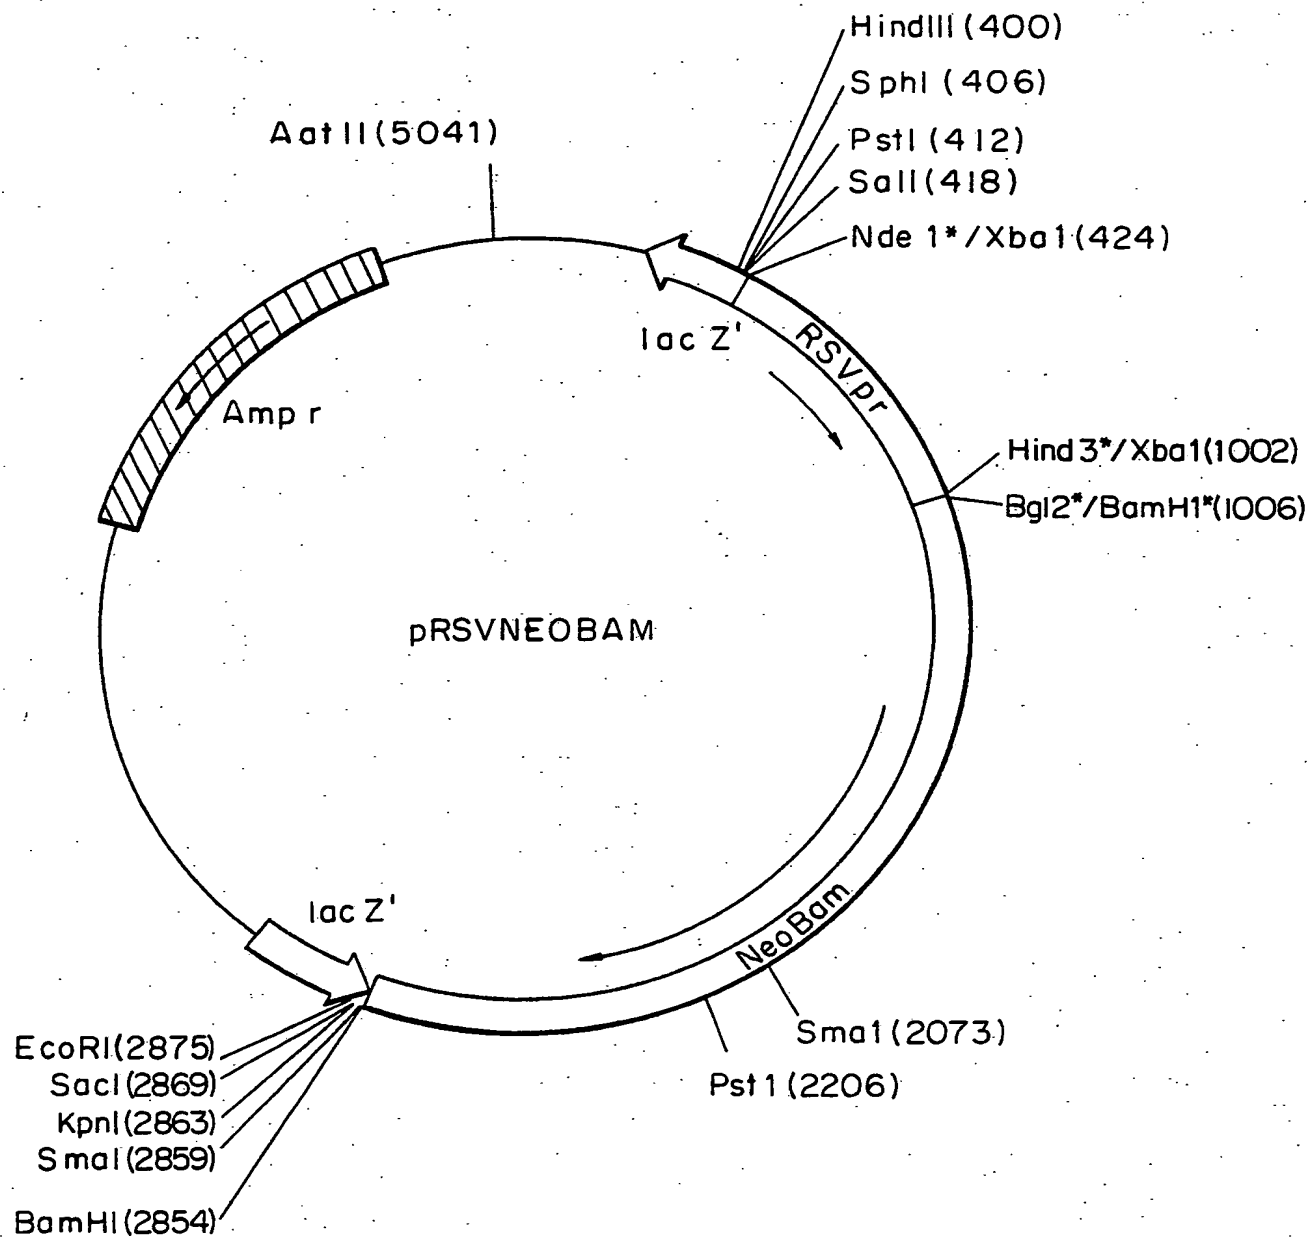 HindIII (400)
SphI (406)
AatII (5041)
PstI (412)
SalI (418)
Nde 1*/Xba1 (424)
lac Z'
RSVpr
Amp r
Hind3*/Xba1(1002)
Bgl2*/BamH1*(1006)
pRSVNEOBAM
lac Z'
NeoBam
EcoRI(2875)
SacI(2869)
KpnI(2863)
SmaI(2859)
BamHI(2854)
Sma1(2073)
Pst1(2206)